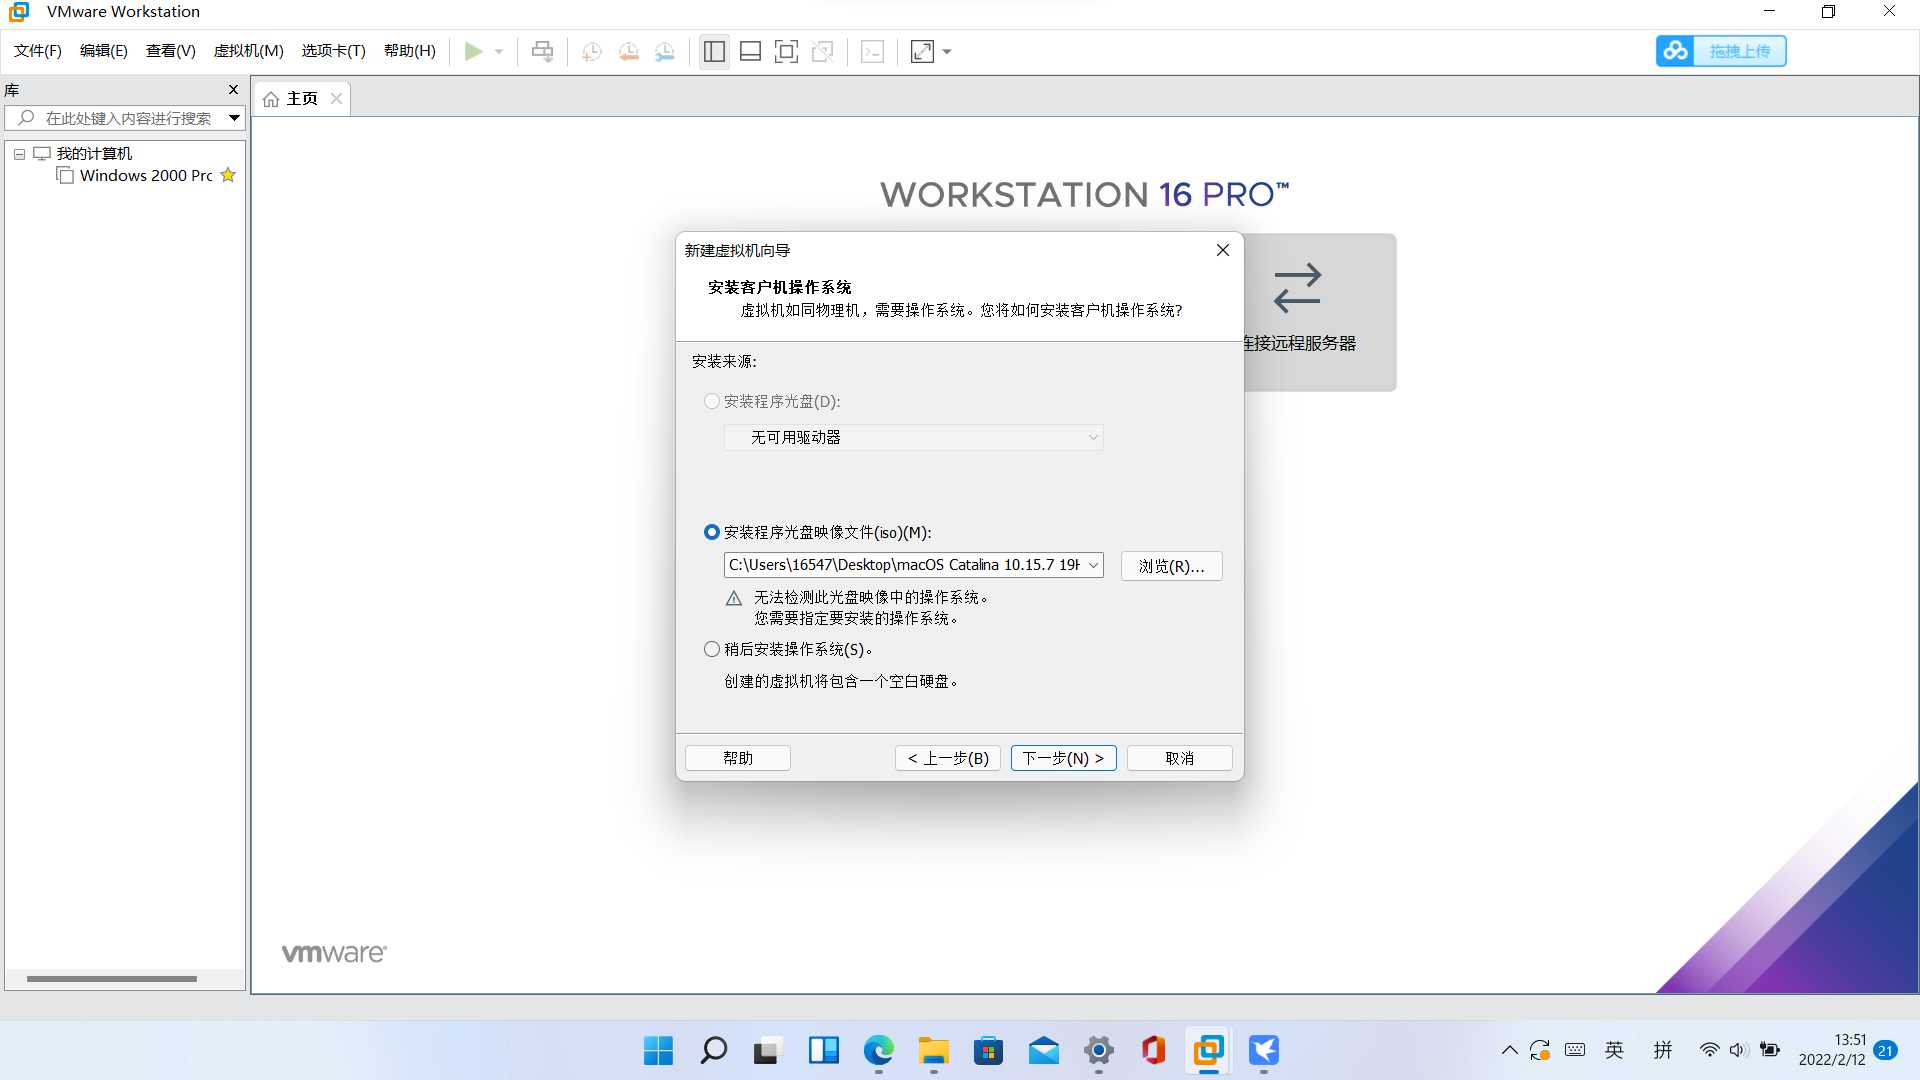 VMware Workstation
文件(F) 编辑(E) 查看(V) 虚拟机(M) 选项卡(T) 帮助(H)
拖拽上传
库
主页
在此处键入内容进行搜索
我的计算机
Windows 2000 Prc
WORKSTATION 16 PRO™
新建虚拟机向导
安装客户机操作系统
虚拟机如同物理机，需要操作系统。您将如何安装客户机操作系统?
连接远程服务器
安装来源:
安装程序光盘(D):
无可用驱动器
安装程序光盘映像文件(iso)(M):
C:\Users\16547\Desktop\macOS Catalina 10.15.7 19H
浏览(R)...
无法检测此光盘映像中的操作系统。
您需要指定要安装的操作系统。
稍后安装操作系统(S)。
创建的虚拟机将包含一个空白硬盘。
帮助 < 上一步(B) 下一步(N) > 取消
vmware
英 拼 13:51
2022/2/12 21